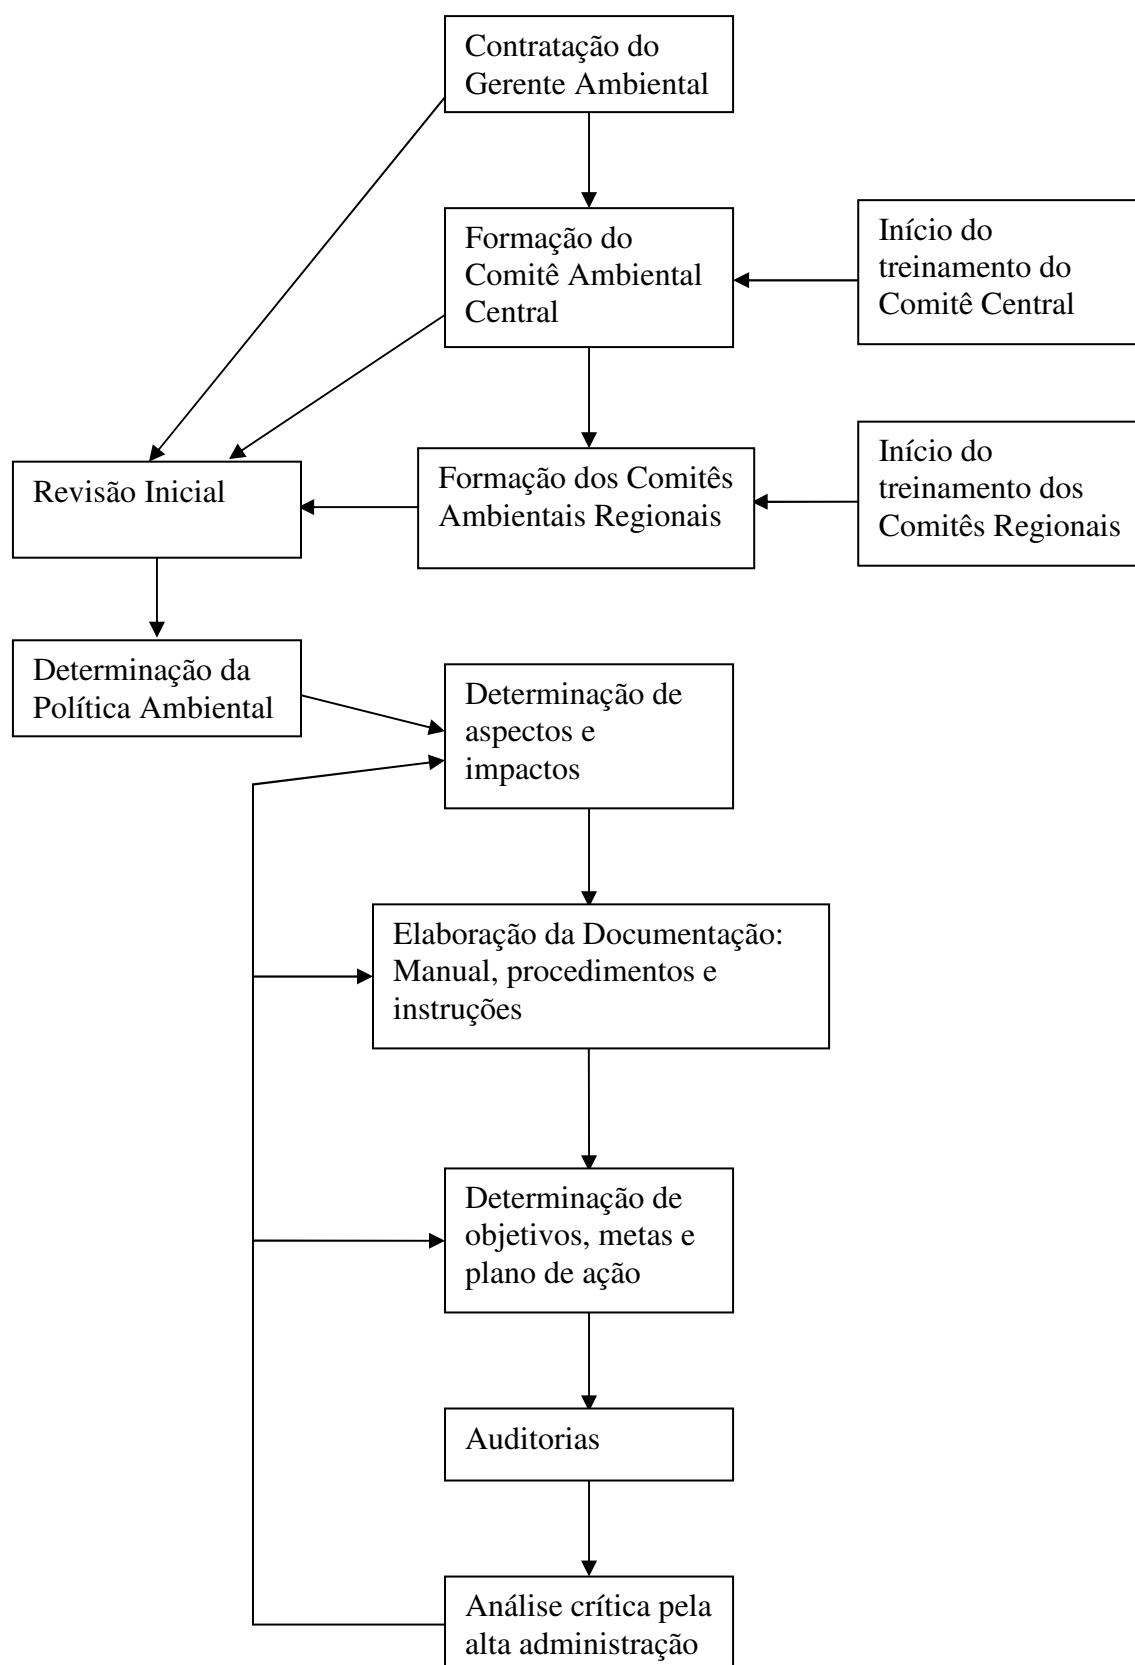 Contratação do
Gerente Ambiental
Formação do
Comitê Ambiental
Central
Início do
treinamento do
Comitê Central
Revisão Inicial
Formação dos Comitês
Ambientais Regionais
Início do
treinamento dos
Comitês Regionais
Determinação da
Política Ambiental
Determinação de
aspectos e
impactos
Elaboração da Documentação:
Manual, procedimentos e
instruções
Determinação de
objetivos, metas e
plano de ação
Auditorias
Análise crítica pela
alta administração